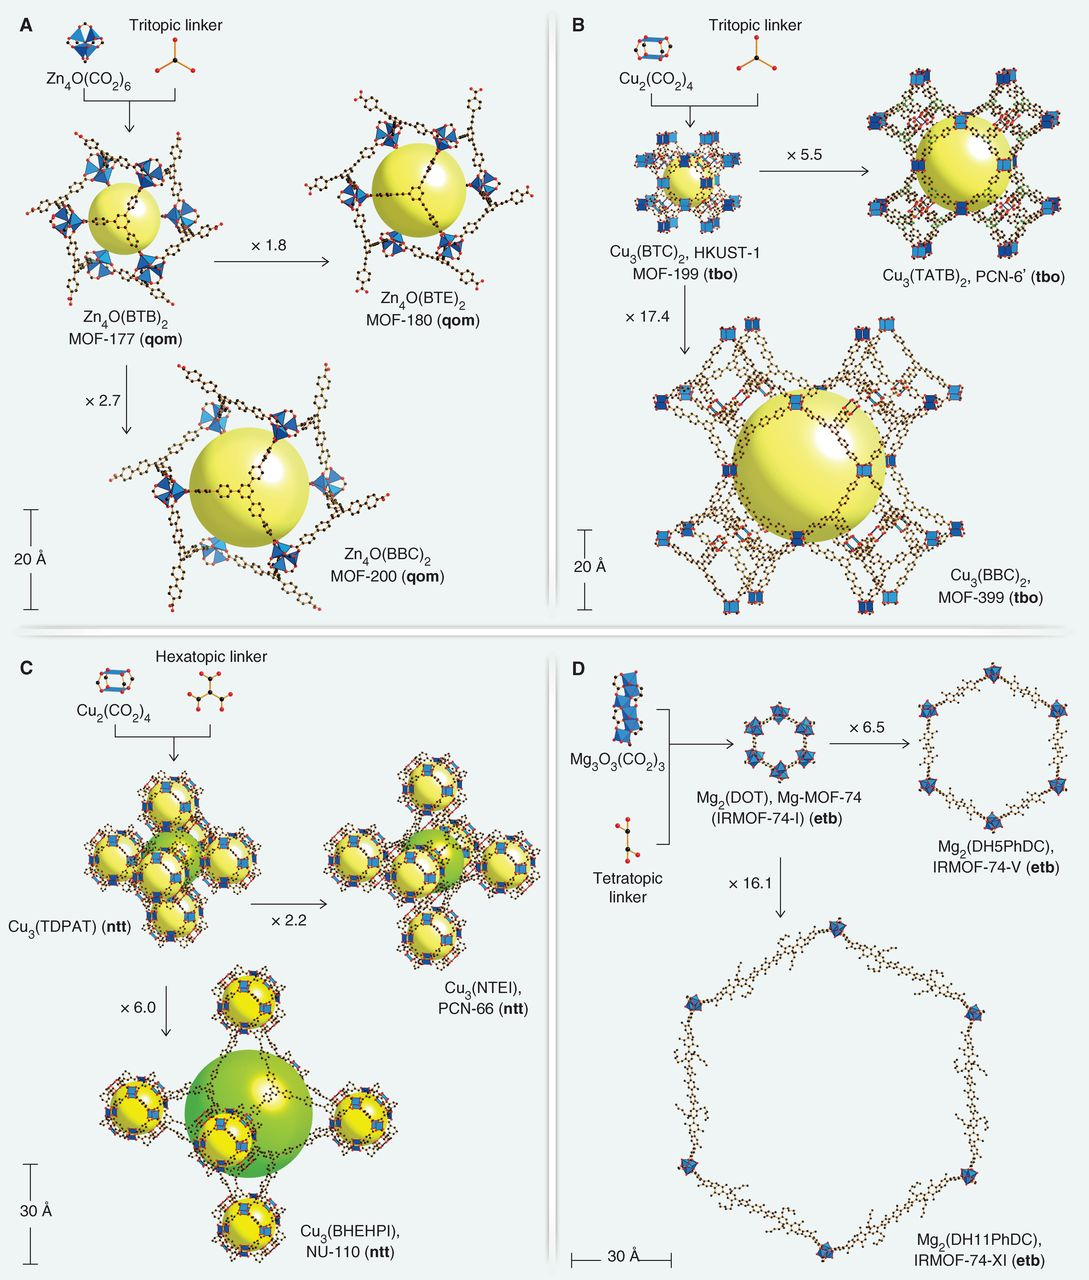 A
Tritopic linker
Zn4O(CO2)6
× 1.8
Zn4O(BTB)2
MOF-177 (qom)
Zn4O(BTE)2
MOF-180 (qom)
× 2.7
20 Å
Zn4O(BBC)2
MOF-200 (qom)
B
Tritopic linker
Cu2(CO2)4
× 5.5
Cu3(BTC)2, HKUST-1
MOF-199 (tbo)
Cu3(TATB)2, PCN-6' (tbo)
× 17.4
20 Å
Cu3(BBC)2,
MOF-399 (tbo)
C
Hexatopic linker
Cu2(CO2)4
Cu3(TDPAT) (ntt)
× 2.2
Cu3(NTEI),
PCN-66 (ntt)
× 6.0
30 Å
Cu3(BHEHPI),
NU-110 (ntt)
D
Mg3O3(CO2)3
Tetratopic
linker
× 6.5
Mg2(DOT), Mg-MOF-74
(IRMOF-74-I) (etb)
Mg2(DH5PhDC),
IRMOF-74-V (etb)
× 16.1
30 Å
Mg2(DH11PhDC),
IRMOF-74-XI (etb)